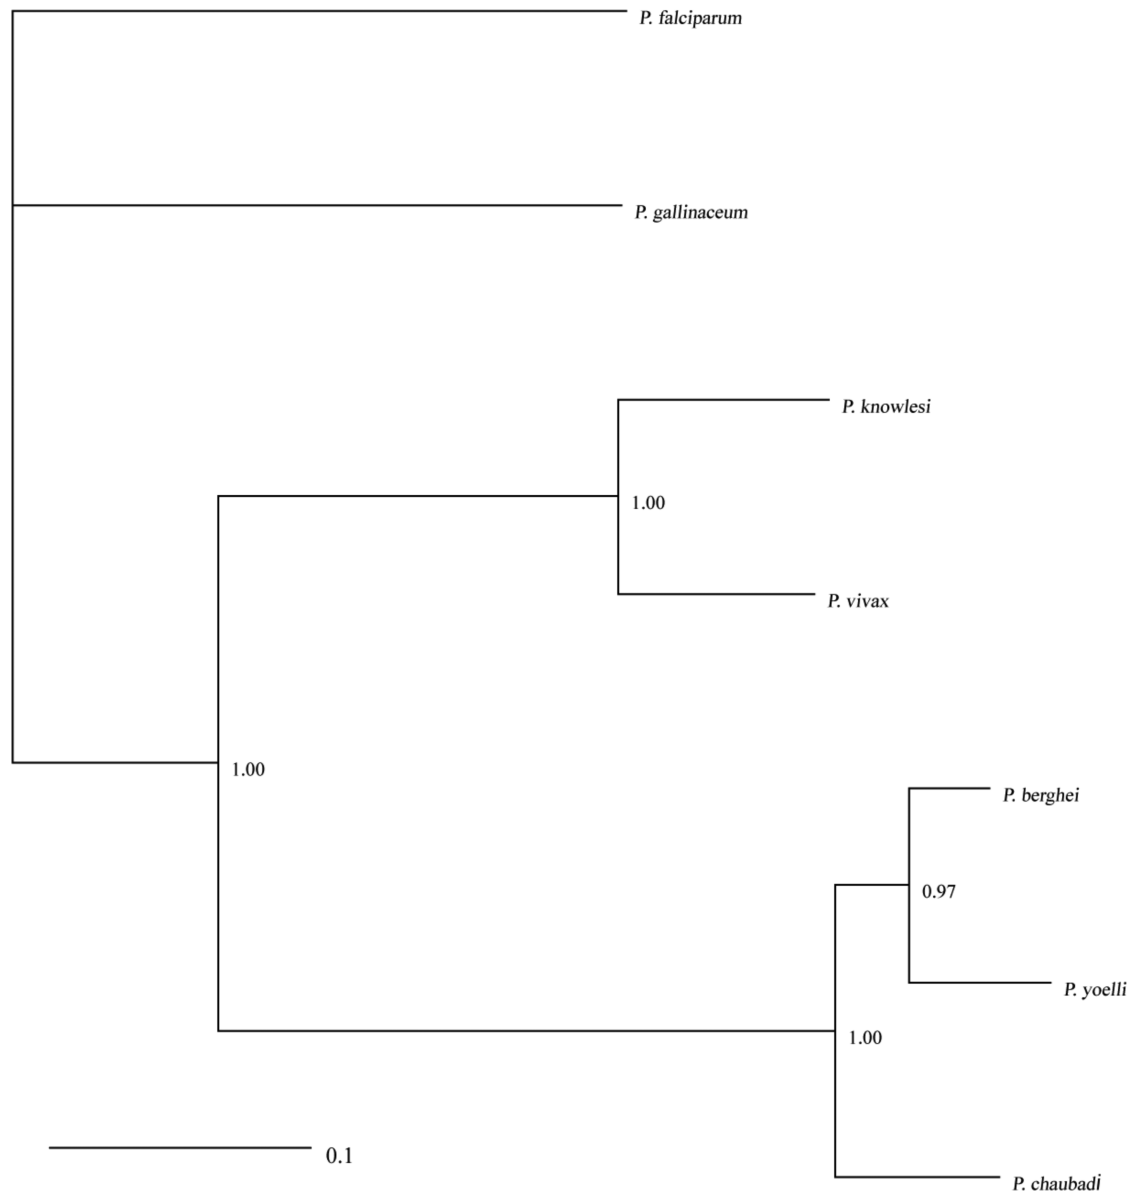 P. falciparum
P. gallinaceum
P. knowlesi
1.00
P. vivax
1.00
P. berghei
0.97
P. yoelli
1.00
0.1
P. chaubadi